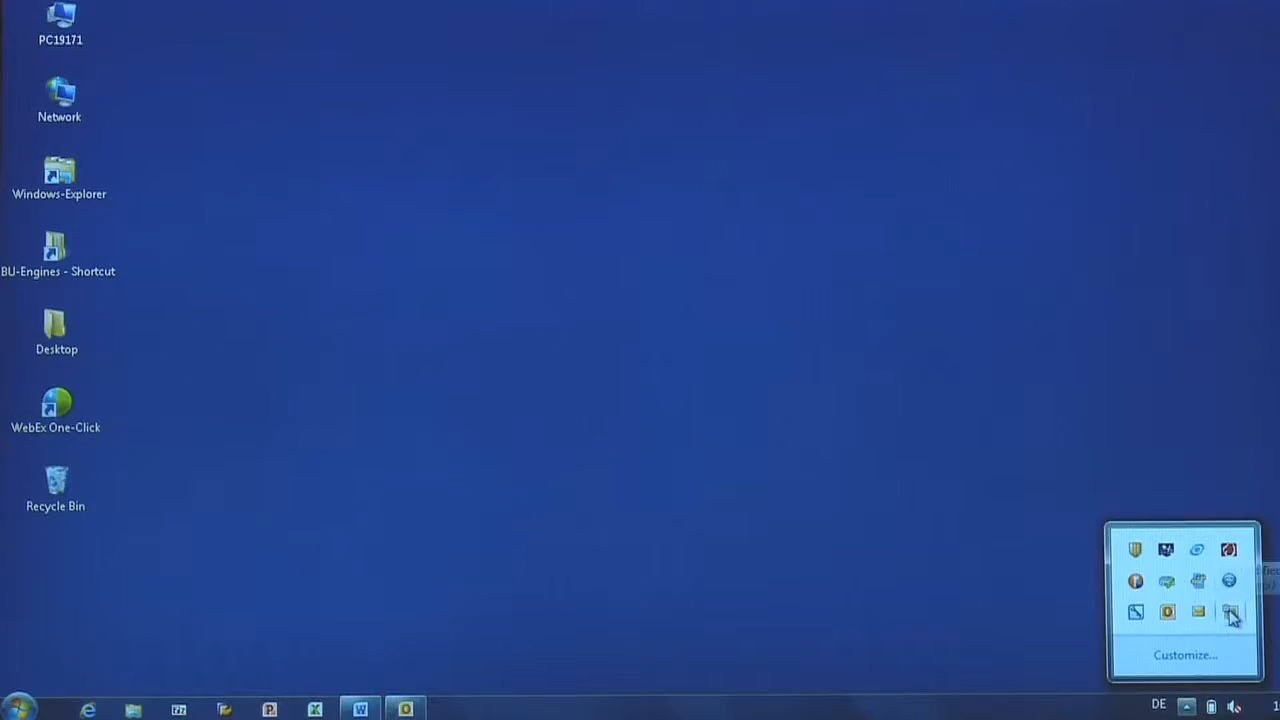 PC19171
Network
Windows-Explorer
BU-Engines - Shortcut
Desktop
WebEx One-Click
Recycle Bin
Customize...
DE